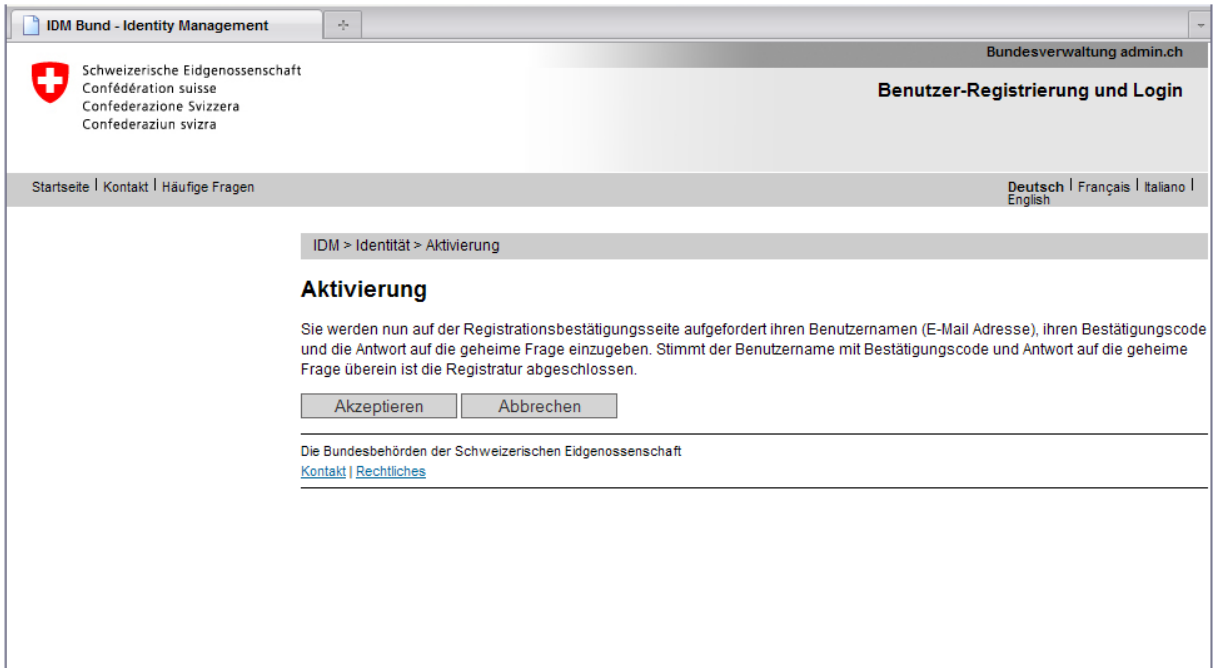 IDM Bund - Identity Management
Bundesverwaltung admin.ch
Schweizerische Eidgenossenschaft
Confédération suisse
Confederazione Svizzera
Confederaziun svizra
Benutzer-Registrierung und Login
Startseite | Kontakt | Häufige Fragen
Deutsch | Français | Italiano |
English
IDM > Identität > Aktivierung
Aktivierung
Sie werden nun auf der Registrationsbestätigungsseite aufgefordert ihren Benutzernamen (E-Mail Adresse), ihren Bestätigungscode
und die Antwort auf die geheime Frage einzugeben. Stimmt der Benutzername mit Bestätigungscode und Antwort auf die geheime
Frage überein ist die Registratur abgeschlossen.
Akzeptieren Abbrechen
Die Bundesbehörden der Schweizerischen Eidgenossenschaft
Kontakt | Rechtliches